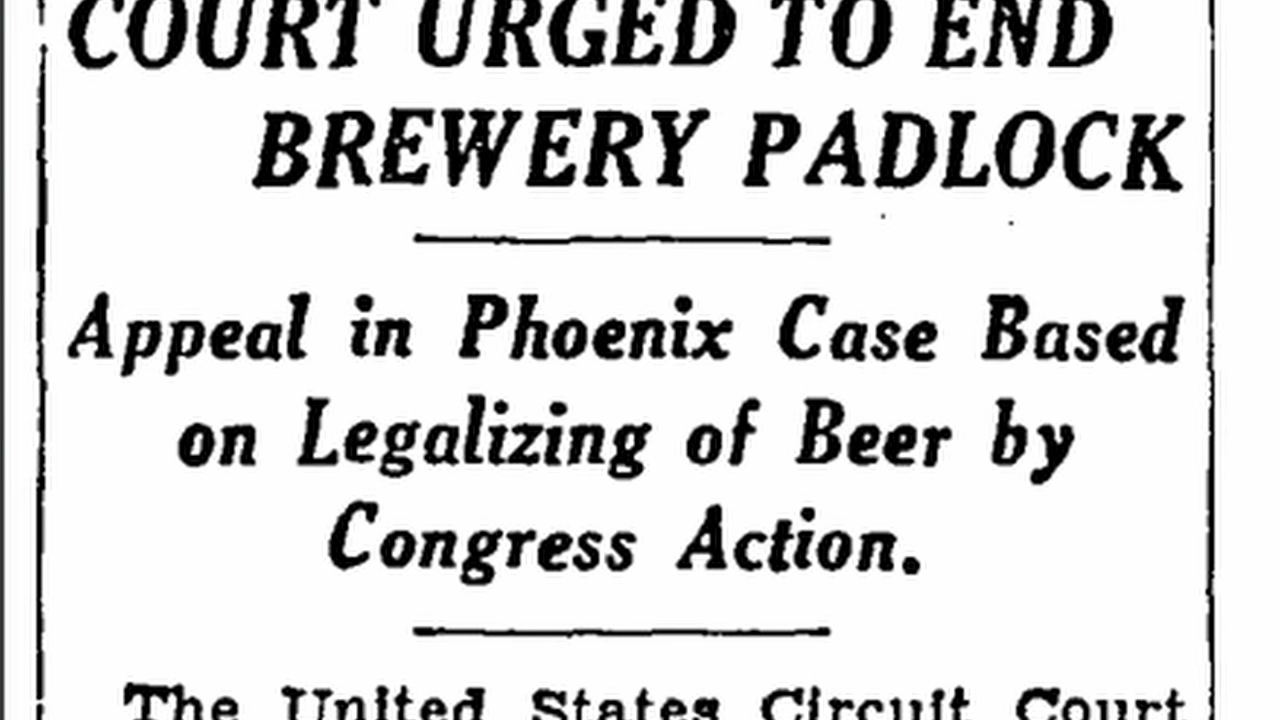 COURT URGED TO END
BREWERY PADLOCK
Appeal in Phoenix Case Based
on Legalizing of Beer by
Congress Action.
The United States Circuit Court